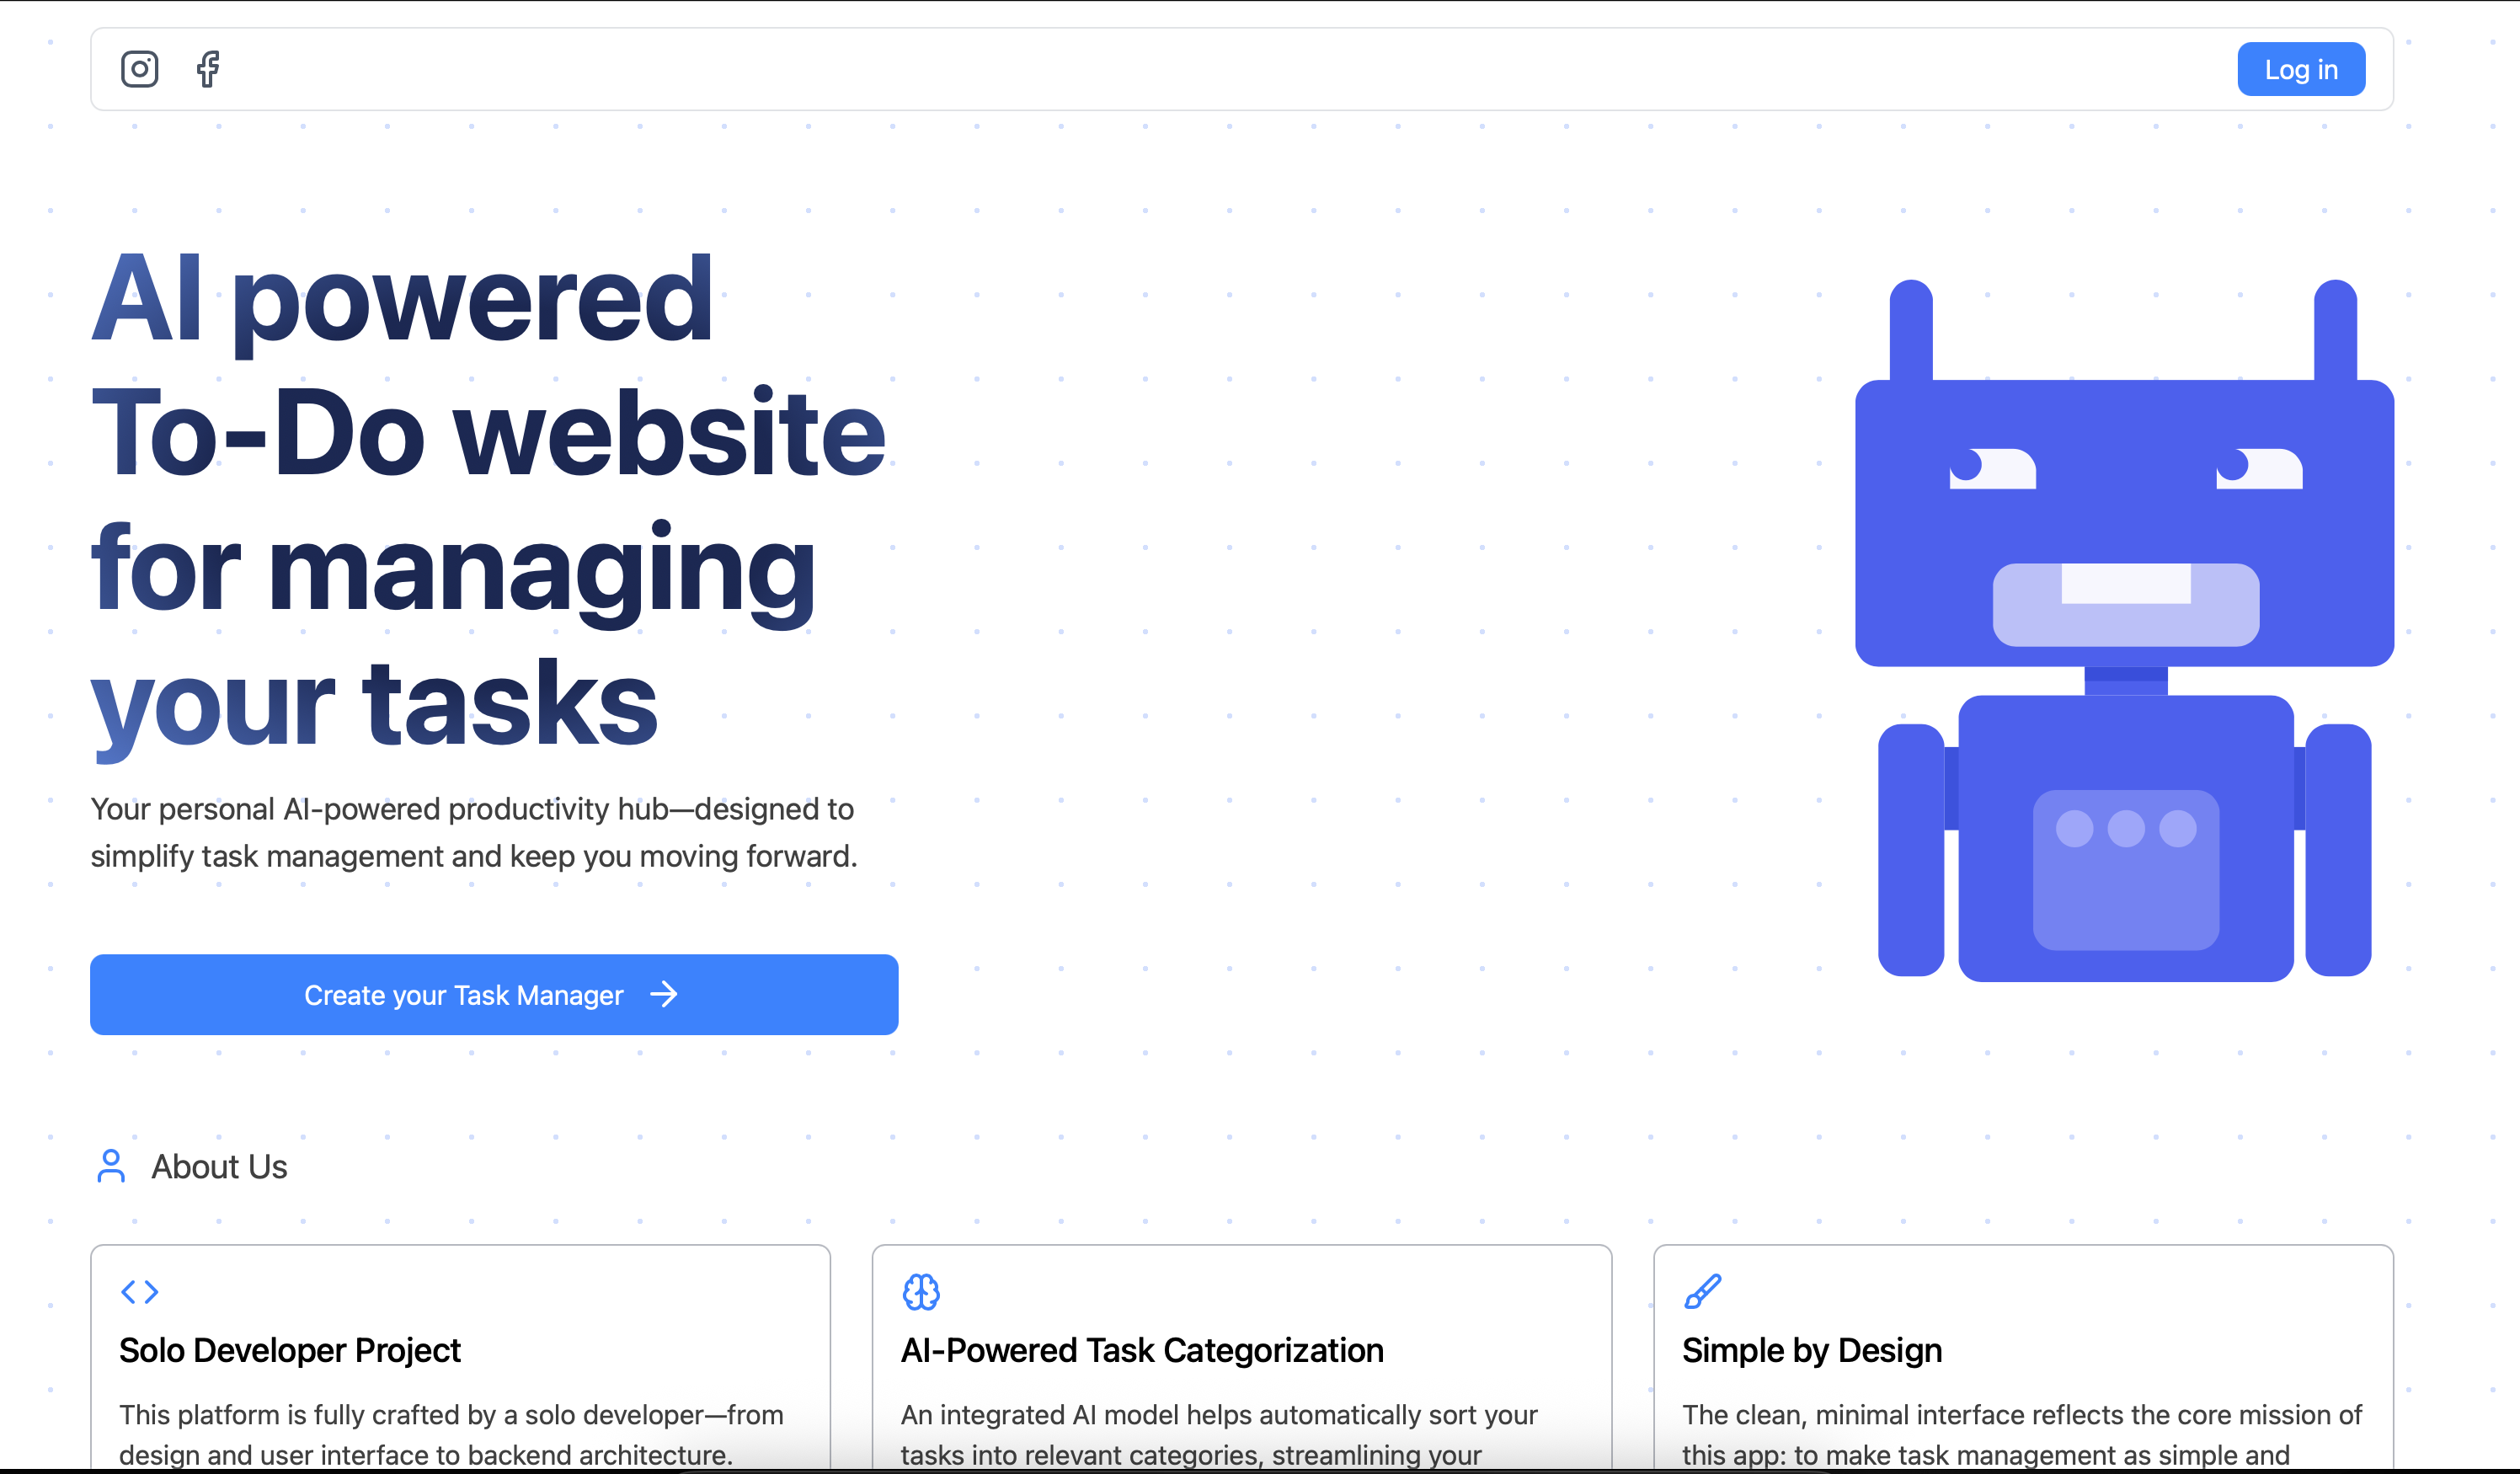 Log in
AI powered
To-Do website
for managing
your tasks
Your personal AI-powered productivity hub—designed to
simplify task management and keep you moving forward.
Create your Task Manager
About Us
Solo Developer Project
This platform is fully crafted by a solo developer—from
design and user interface to backend architecture.
AI-Powered Task Categorization
An integrated AI model helps automatically sort your
tasks into relevant categories, streamlining your
Simple by Design
The clean, minimal interface reflects the core mission of
this app: to make task management as simple and